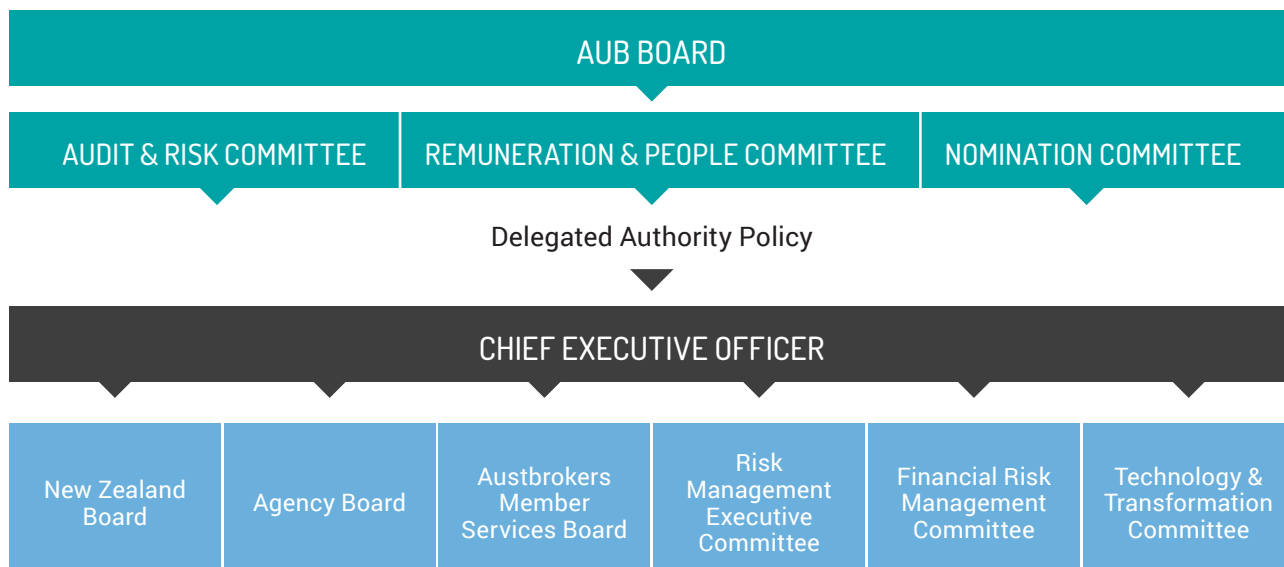 AUB BOARD
AUDIT & RISK COMMITTEE
REMUNERATION & PEOPLE COMMITTEE
NOMINATION COMMITTEE
Delegated Authority Policy
CHIEF EXECUTIVE OFFICER
New Zealand
Board
Agency Board
Austbrokers
Member
Services Board
Risk
Management
Executive
Committee
Financial Risk
Management
Committee
Technology &
Transformation
Committee